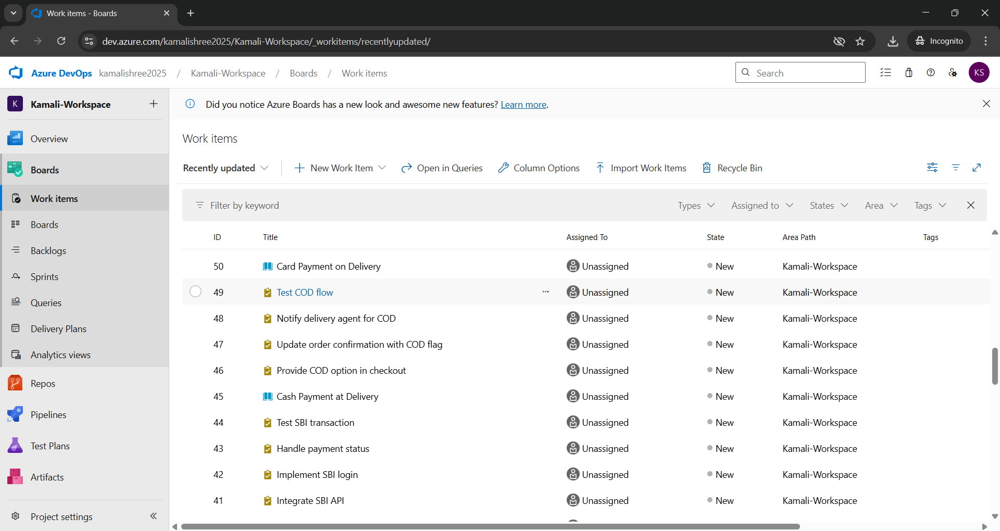 Work items - Boards
dev.azure.com/kamalishree2025/Kamali-Workspace/_workitems/recentlyupdated/
Incognito
Azure DevOps kamalishree2025 / Kamali-Workspace / Boards / Work items
Search
KS
K Kamali-Workspace
Did you notice Azure Boards has a new look and awesome new features? Learn more.
Overview
Boards
Work items
Boards
Backlogs
Sprints
Queries
Delivery Plans
Analytics views
Repos
Pipelines
Test Plans
Artifacts
Project settings
Work items
Recently updated New Work Item Open in Queries Column Options Import Work Items Recycle Bin
Filter by keyword Types Assigned to States Area Tags
ID Title Assigned To State Area Path Tags
50 Card Payment on Delivery Unassigned New Kamali-Workspace
49 Test COD flow ... Unassigned New Kamali-Workspace
48 Notify delivery agent for COD Unassigned New Kamali-Workspace
47 Update order confirmation with COD flag Unassigned New Kamali-Workspace
46 Provide COD option in checkout Unassigned New Kamali-Workspace
45 Cash Payment at Delivery Unassigned New Kamali-Workspace
44 Test SBI transaction Unassigned New Kamali-Workspace
43 Handle payment status Unassigned New Kamali-Workspace
42 Implement SBI login Unassigned New Kamali-Workspace
41 Integrate SBI API Unassigned New Kamali-Workspace